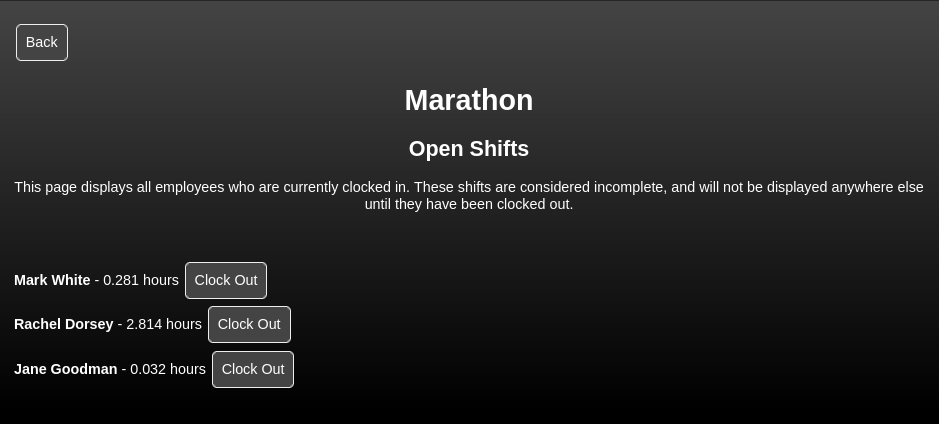 Back
Marathon
Open Shifts
This page displays all employees who are currently clocked in. These shifts are considered incomplete, and will not be displayed anywhere else
until they have been clocked out.
Mark White - 0.281 hours Clock Out
Rachel Dorsey - 2.814 hours Clock Out
Jane Goodman - 0.032 hours Clock Out